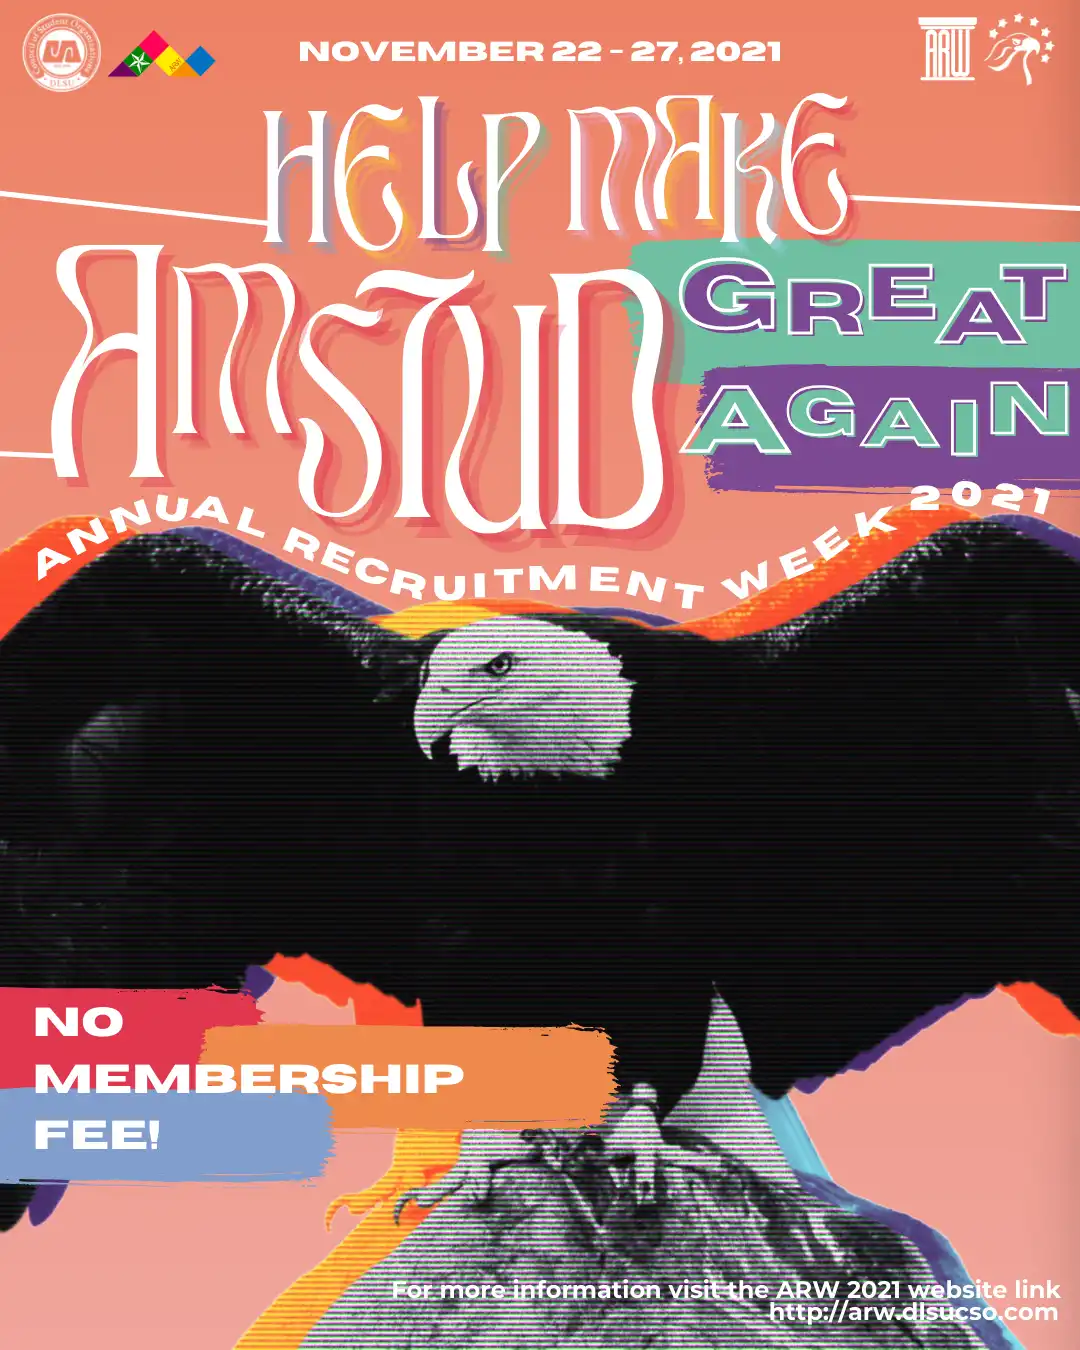 NOVEMBER 22 - 27, 2021
ARW
HELP MAKE
AMSTUD
GREAT
AGAIN
ANNUAL RECRUITMENT WEEK 2021
NO
MEMBERSHIP
FEE!
For more information visit the ARW 2021 website link
http://arw.dlsucso.com